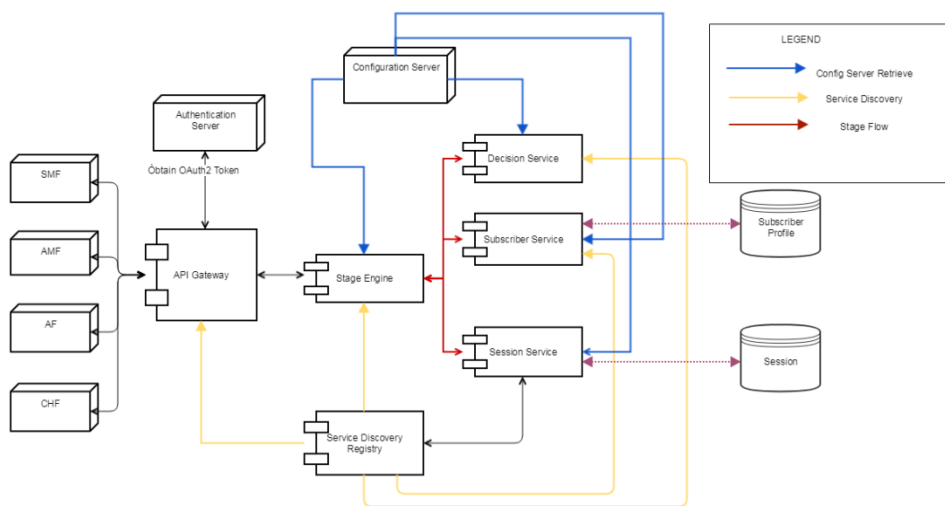 LEGEND
Config Server Retrieve
Service Discovery
Stage Flow
Configuration Server
Authentication
Server
Obtain OAuth2 Token
SMF
AMF
AF
CHF
API Gateway
Stage Engine
Decision Service
Subscriber Service
Session Service
Service Discovery
Registry
Subscriber
Profile
Session